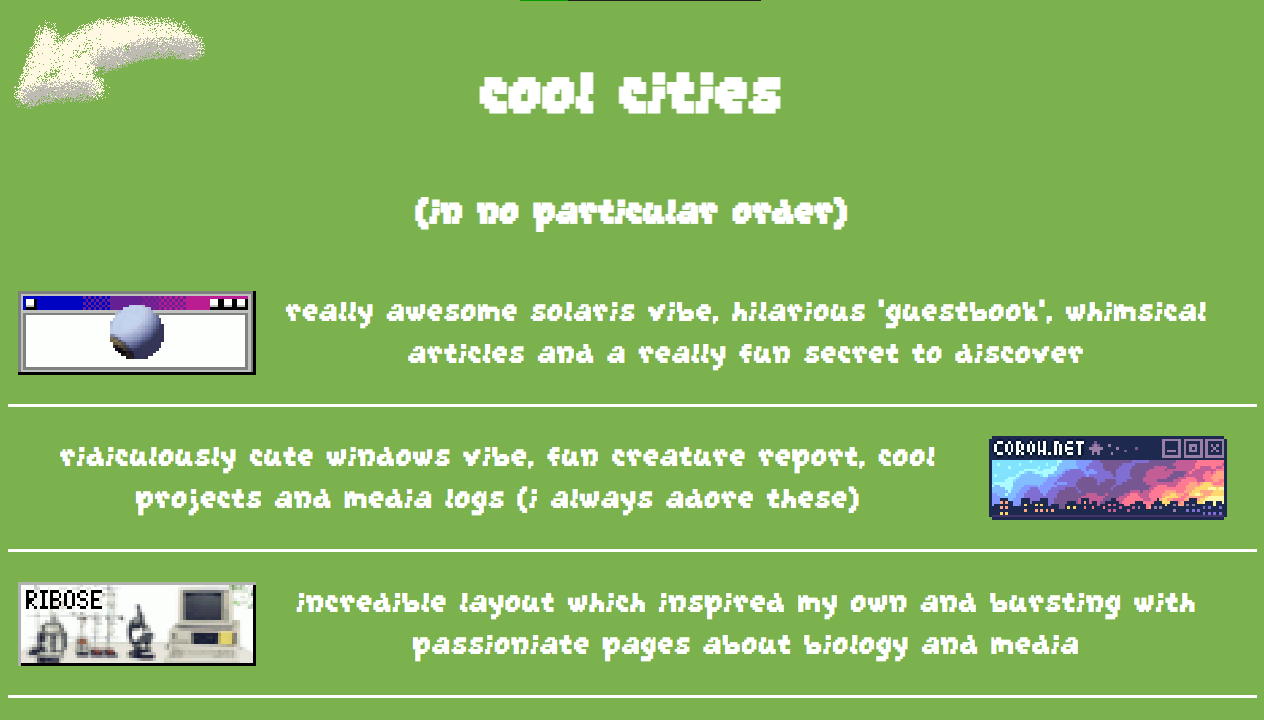 cool cities
(in no particular order)
really awesome solaris vibe, hilarious 'guestbook', whimsical
articles and a really fun secret to discover
ridiculously cute windows vibe, fun creature report, cool
projects and media logs (i always adore these)
COROW.NET
RIBOSE
incredible layout which inspired my own and bursting with
passioniate pages about biology and media